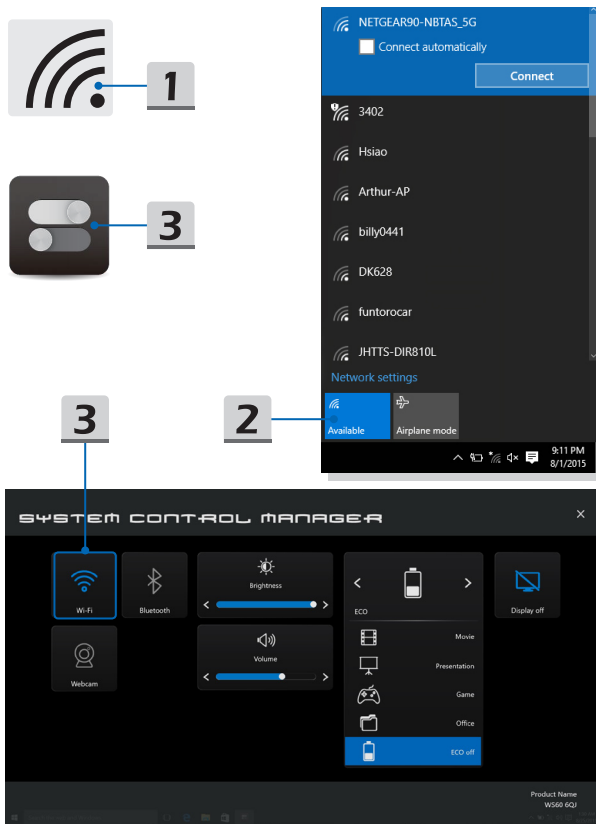 1
3
NETGEAR90-NBTAS_5G
Connect automatically
Connect
3402
Hsiao
Arthur-AP
billy0441
DK628
funtorocar
JHTTS-DIR810L
Network settings
Available
Airplane mode
9:11 PM
8/1/2015
2
3
SYSTEM CONTROL MANAGER
Wi-Fi
Bluetooth
Brightness
ECO
Display off
Movie
Webcam
Volume
Presentation
Game
Office
ECO off
Product Name
WS60 6QJ